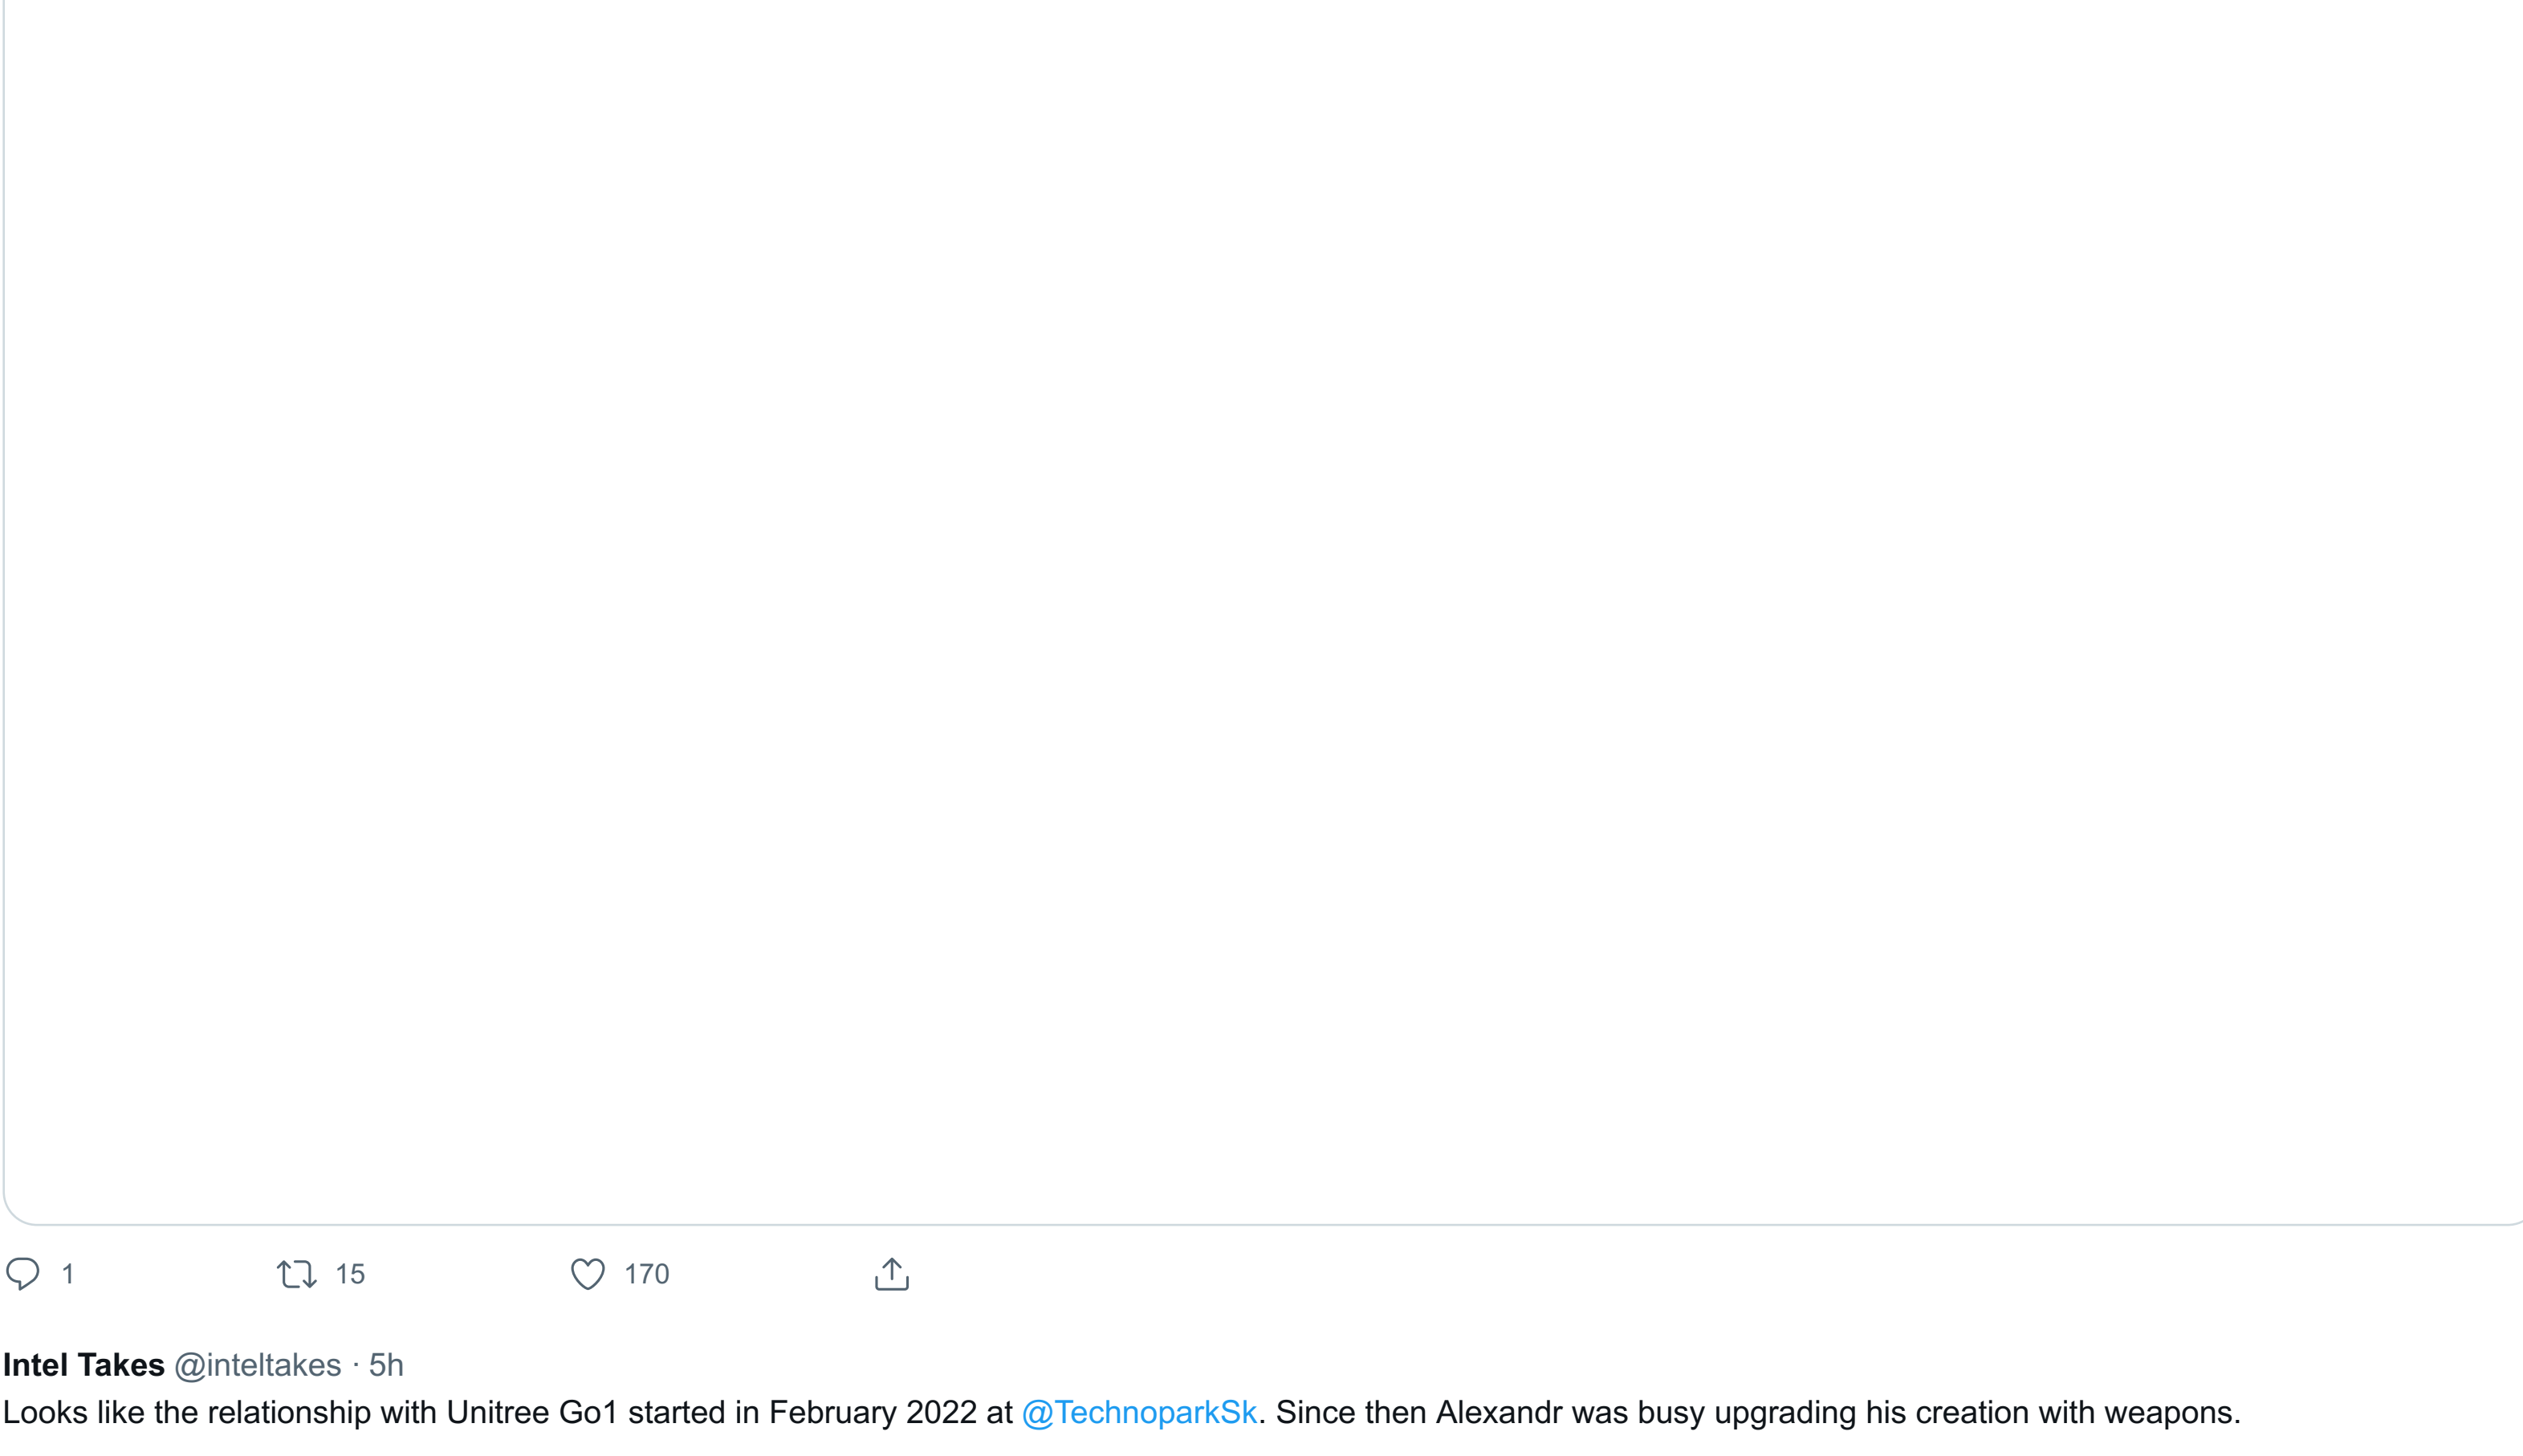 1 15 170
Intel Takes @inteltakes · 5h
Looks like the relationship with Unitree Go1 started in February 2022 at @TechnoparkSk. Since then Alexandr was busy upgrading his creation with weapons.